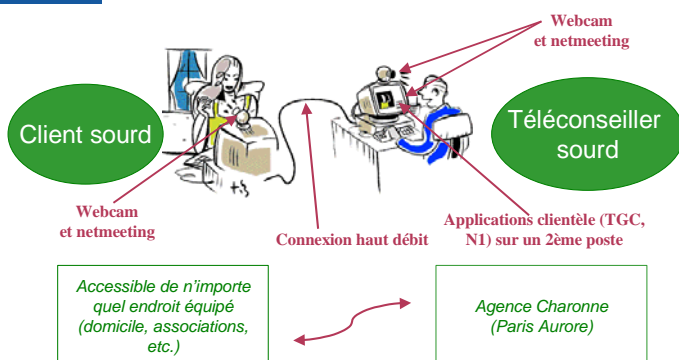 Webcam
et netmeeting
Client sourd
Téléconseiller
sourd
Webcam
et netmeeting
Connexion haut débit
Applications clientèle (TGC,
N1) sur un 2ème poste
Accessible de n’importe
quel endroit équipé
(domicile, associations,
etc.)
Agence Charonne
(Paris Aurore)